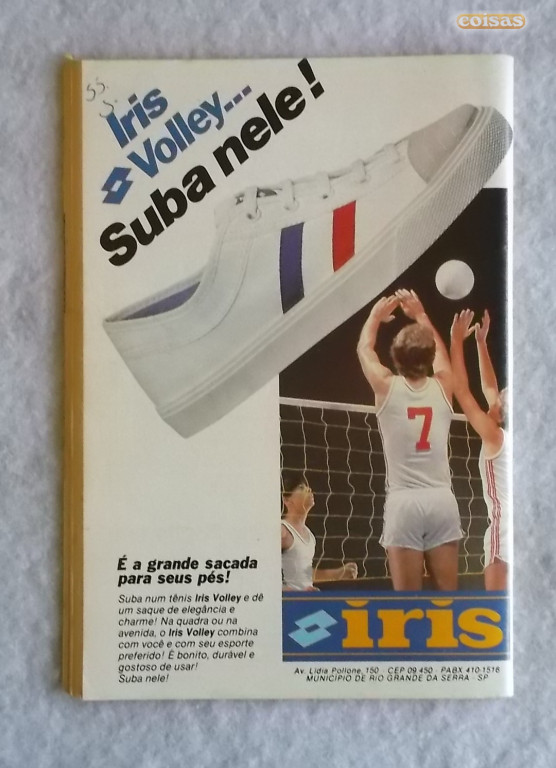 coisas
55
Iris
Volley...
Suba nele!
7
É a grande sacada
para seus pés!
Suba num tênis Iris Volley e dê
um saque de elegância e
charme! Na quadra ou na
avenida, o Iris Volley combina
com você e com seu esporte
preferido! É bonito, durável e
gostoso de usar!
Suba nele!
iris
Av. Lidia Pollone, 150 - CEP 09 450 - PABX 410-1516
MUNICÍPIO DE RIO GRANDE DA SERRA - SP